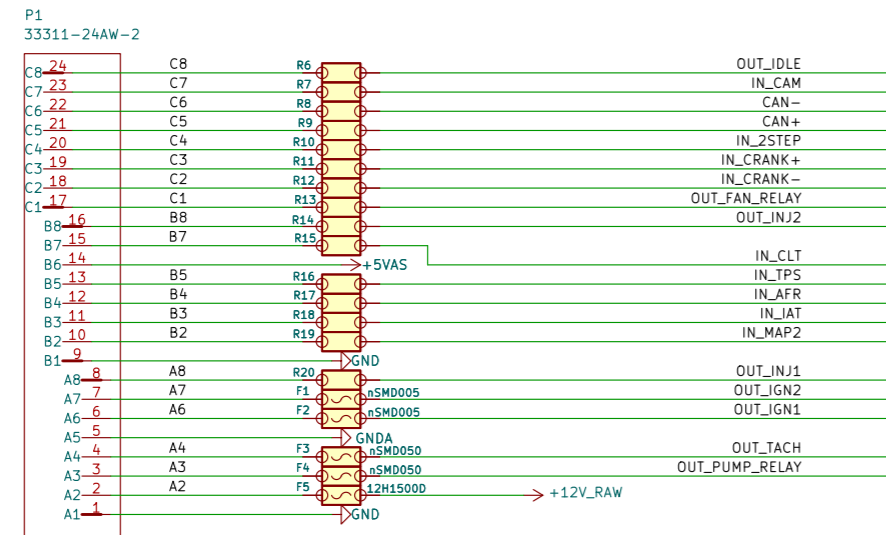 P1
33311-24AW-2
C8 24 C8 R6 OUT_IDLE
C7 23 C7 R7 IN_CAM
C6 22 C6 R8 CAN-
C5 21 C5 R9 CAN+
C4 20 C4 R10 IN_2STEP
C3 19 C3 R11 IN_CRANK+
C2 18 C2 R12 IN_CRANK-
C1 17 C1 R13 OUT_FAN_RELAY
B8 16 B8 R14 OUT_INJ2
B7 15 B7 R15 IN_CLT
B6 14 +5VAS
B5 13 B5 R16 IN_TPS
B4 12 B4 R17 IN_AFR
B3 11 B3 R18 IN_IAT
B2 10 B2 R19 IN_MAP2
B1 9 GND
A8 8 A8 R20 OUT_INJ1
A7 7 A7 F1 nSMD005 OUT_IGN2
A6 6 A6 F2 nSMD005 OUT_IGN1
A5 5 GNDA
A4 4 A4 F3 nSMD050 OUT_TACH
A3 3 A3 F4 nSMD050 OUT_PUMP_RELAY
A2 2 A2 F5 12H1500D +12V_RAW
A1 1 GND